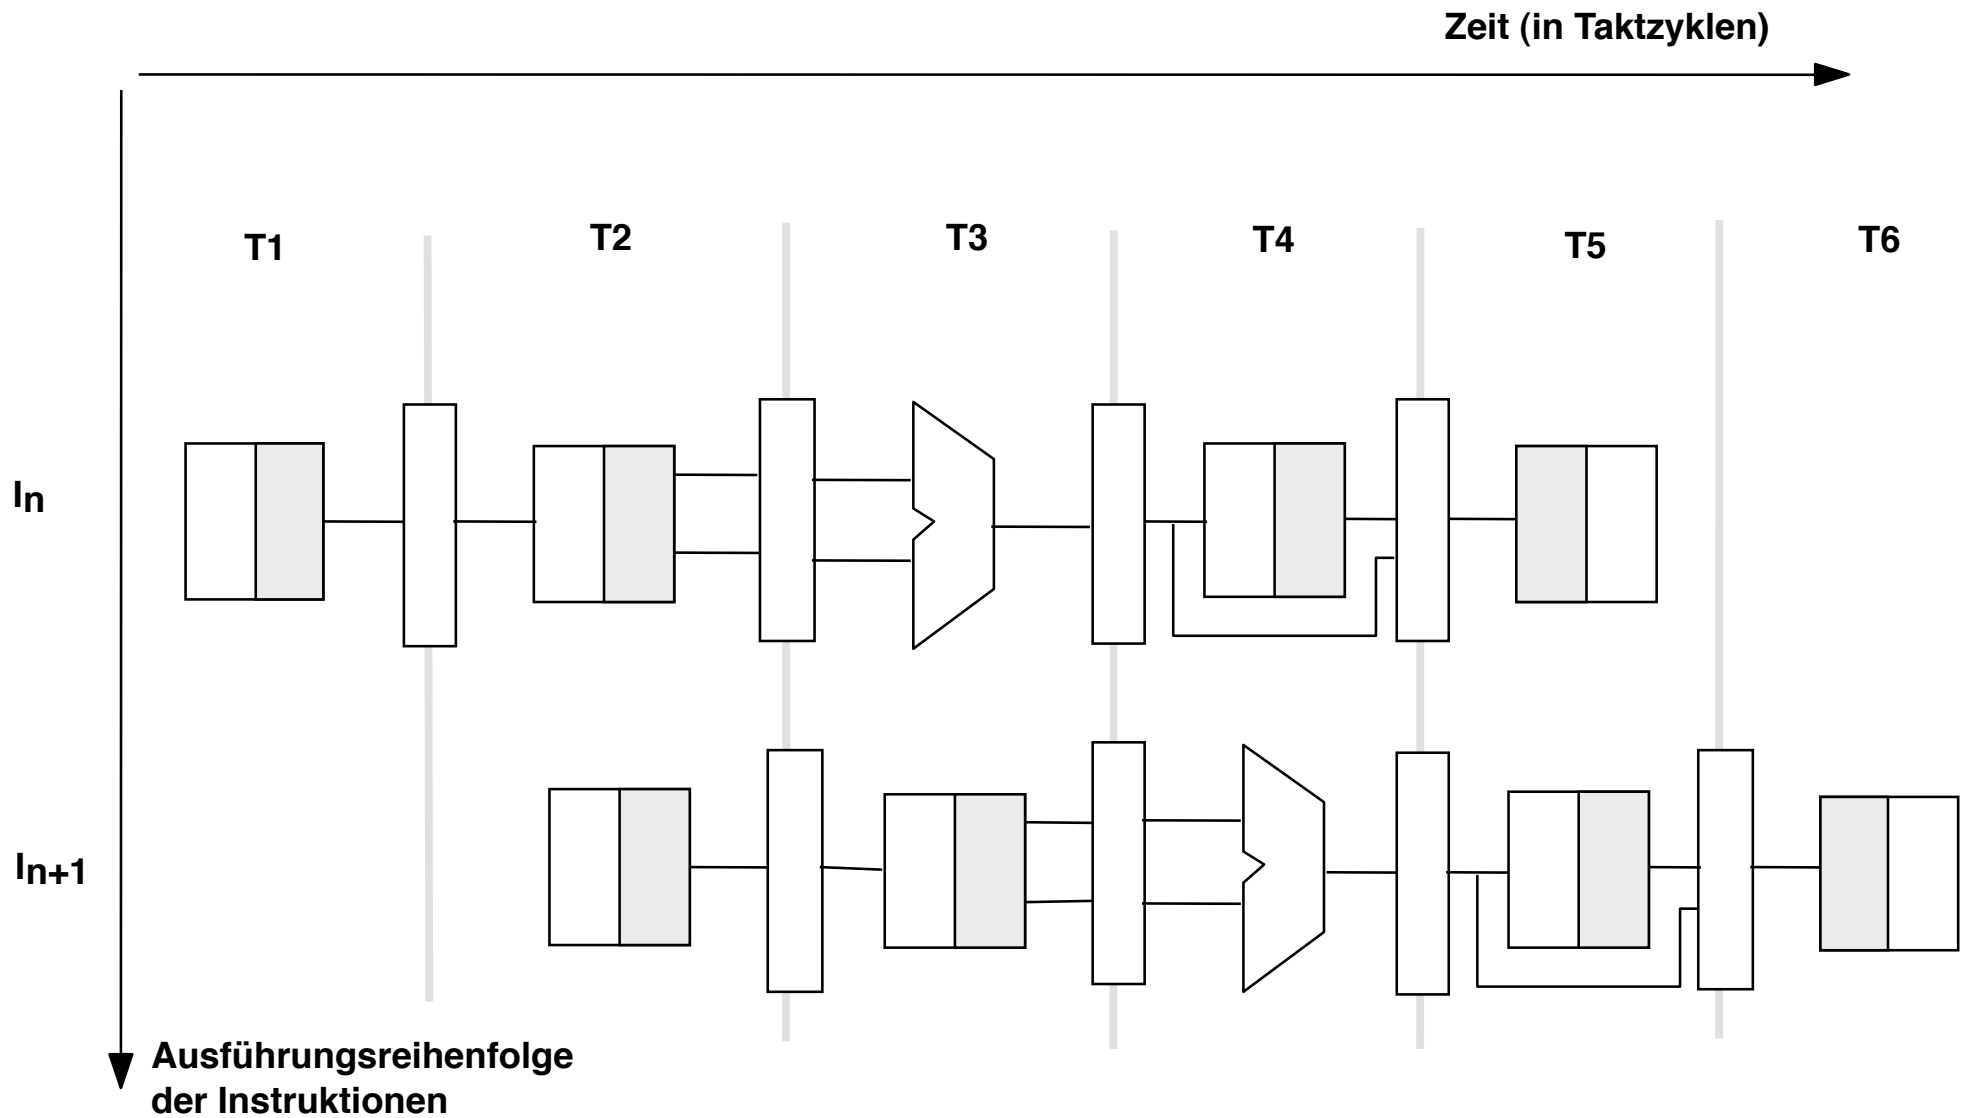 Zeit (in Taktzyklen)
T1 T2 T3 T4 T5 T6
In
In+1
Ausführungsreihenfolge
der Instruktionen